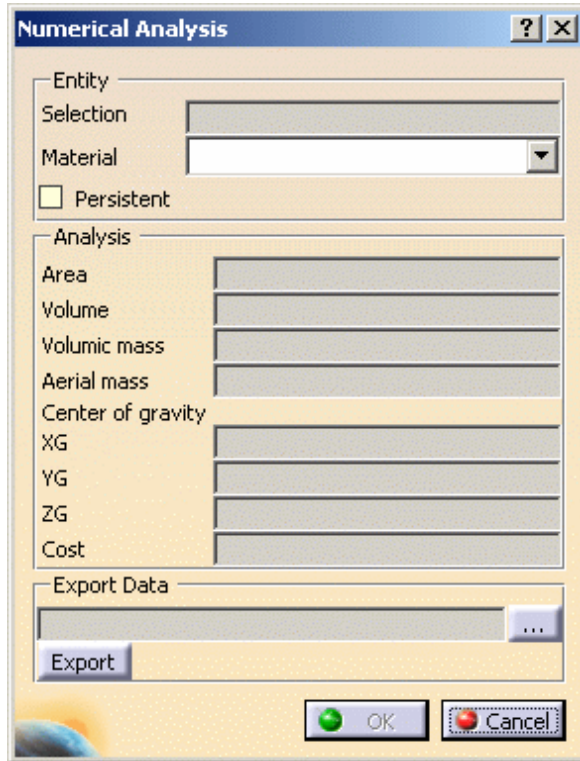 Numerical Analysis
Entity
Selection
Material
Persistent
Analysis
Area
Volume
Volumic mass
Aerial mass
Center of gravity
XG
YG
ZG
Cost
Export Data
...
Export
OK Cancel